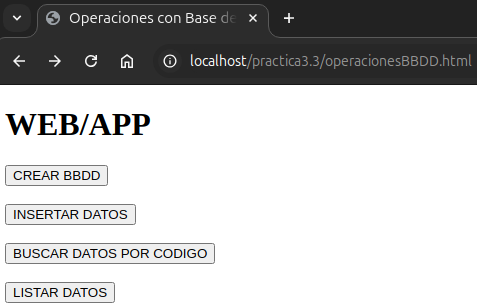 Operaciones con Base de
localhost/practica3.3/operacionesBBDD.html
WEB/APP
CREAR BBDD
INSERTAR DATOS
BUSCAR DATOS POR CODIGO
LISTAR DATOS